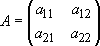 A = ( a₁₁ a₁₂
a₂₁ a₂₂ )